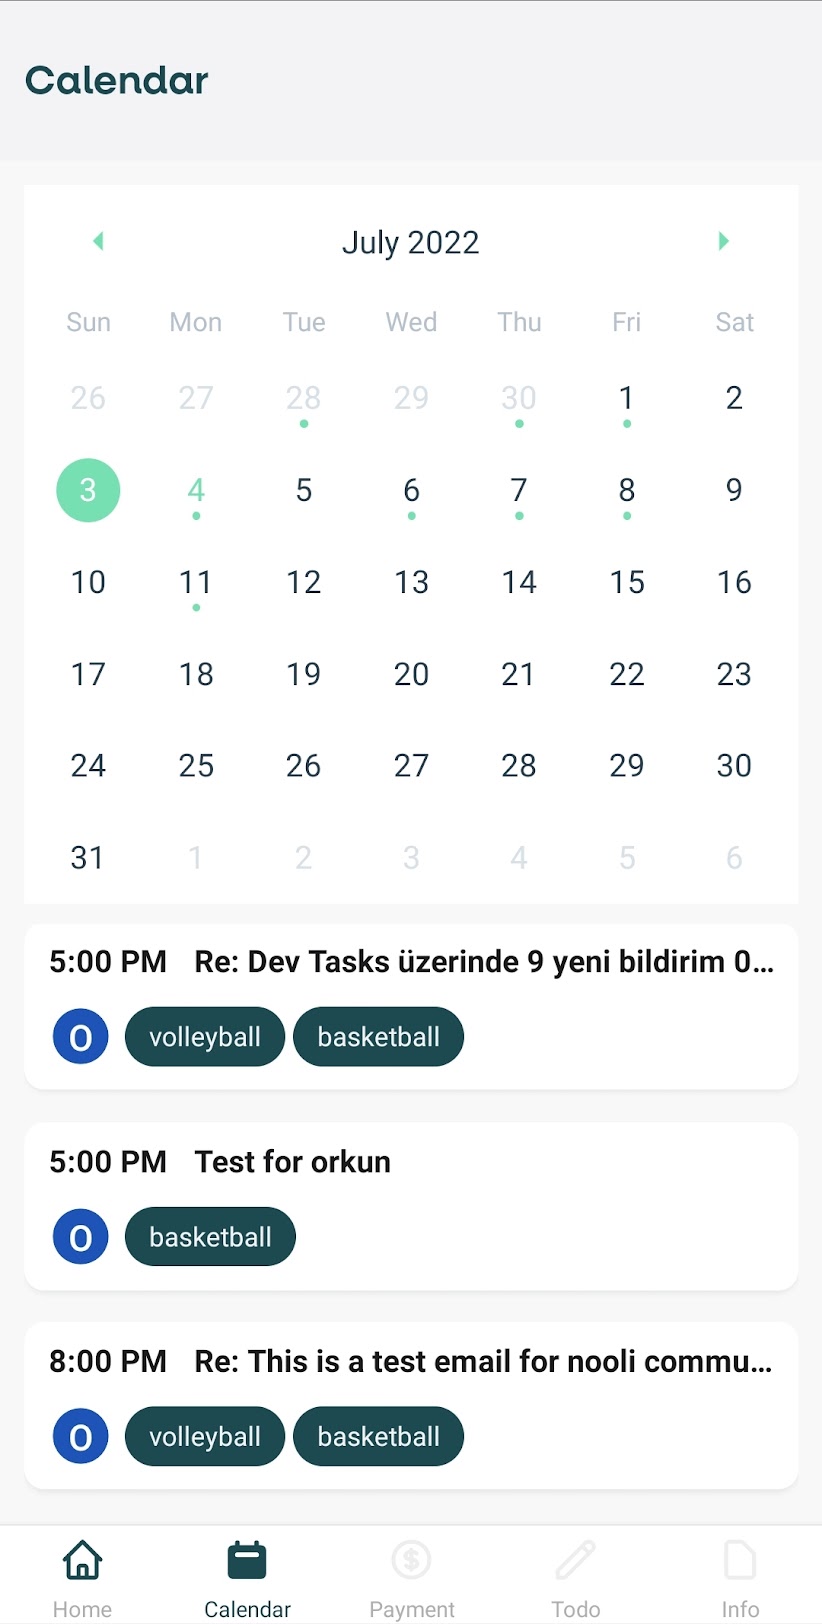 Calendar
July 2022
Sun Mon Tue Wed Thu Fri Sat
26 27 28 29 30 1 2
3 4 5 6 7 8 9
10 11 12 13 14 15 16
17 18 19 20 21 22 23
24 25 26 27 28 29 30
31 1 2 3 4 5 6
5:00 PM Re: Dev Tasks üzerinde 9 yeni bildirim 0...
O volleyball basketball
5:00 PM Test for orkun
O basketball
8:00 PM Re: This is a test email for nooli commu...
O volleyball basketball
Home Calendar Payment Todo Info